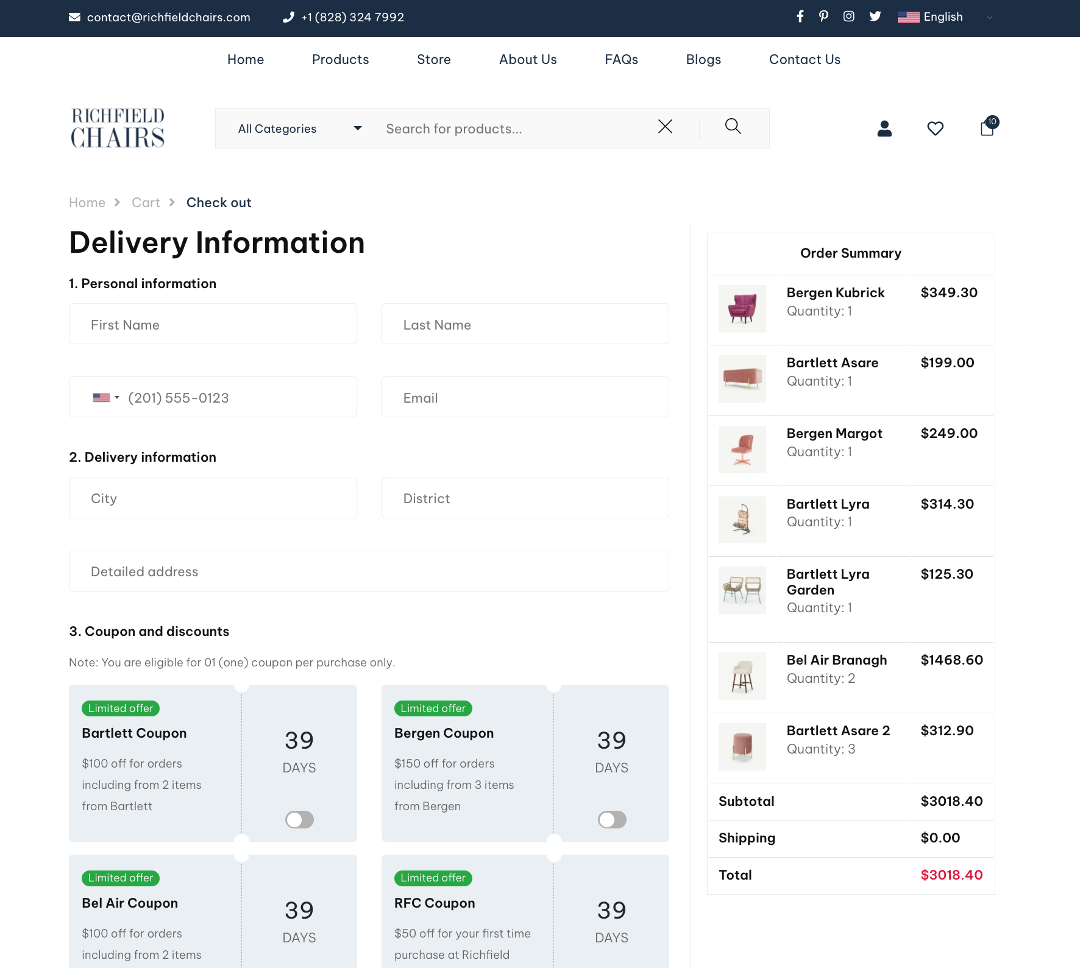 contact@richfieldchairs.com +1 (828) 324 7992 English
Home Products Store About Us FAQs Blogs Contact Us
RICHFIELD
CHAIRS
All Categories Search for products...
10
Home Cart Check out
Delivery Information
1. Personal information
First Name Last Name
(201) 555-0123 Email
2. Delivery information
City District
Detailed address
3. Coupon and discounts
Note: You are eligible for 01 (one) coupon per purchase only.
Limited offer
Bartlett Coupon
$100 off for orders
including from 2 items
from Bartlett
39
DAYS
Limited offer
Bergen Coupon
$150 off for orders
including from 3 items
from Bergen
39
DAYS
Limited offer
Bel Air Coupon
$100 off for orders
including from 2 items
39
DAYS
Limited offer
RFC Coupon
$50 off for your first time
purchase at Richfield
39
DAYS
Order Summary
Bergen Kubrick $349.30
Quantity: 1
Bartlett Asare $199.00
Quantity: 1
Bergen Margot $249.00
Quantity: 1
Bartlett Lyra $314.30
Quantity: 1
Bartlett Lyra $125.30
Garden
Quantity: 1
Bel Air Branagh $1468.60
Quantity: 2
Bartlett Asare 2 $312.90
Quantity: 3
Subtotal $3018.40
Shipping $0.00
Total $3018.40